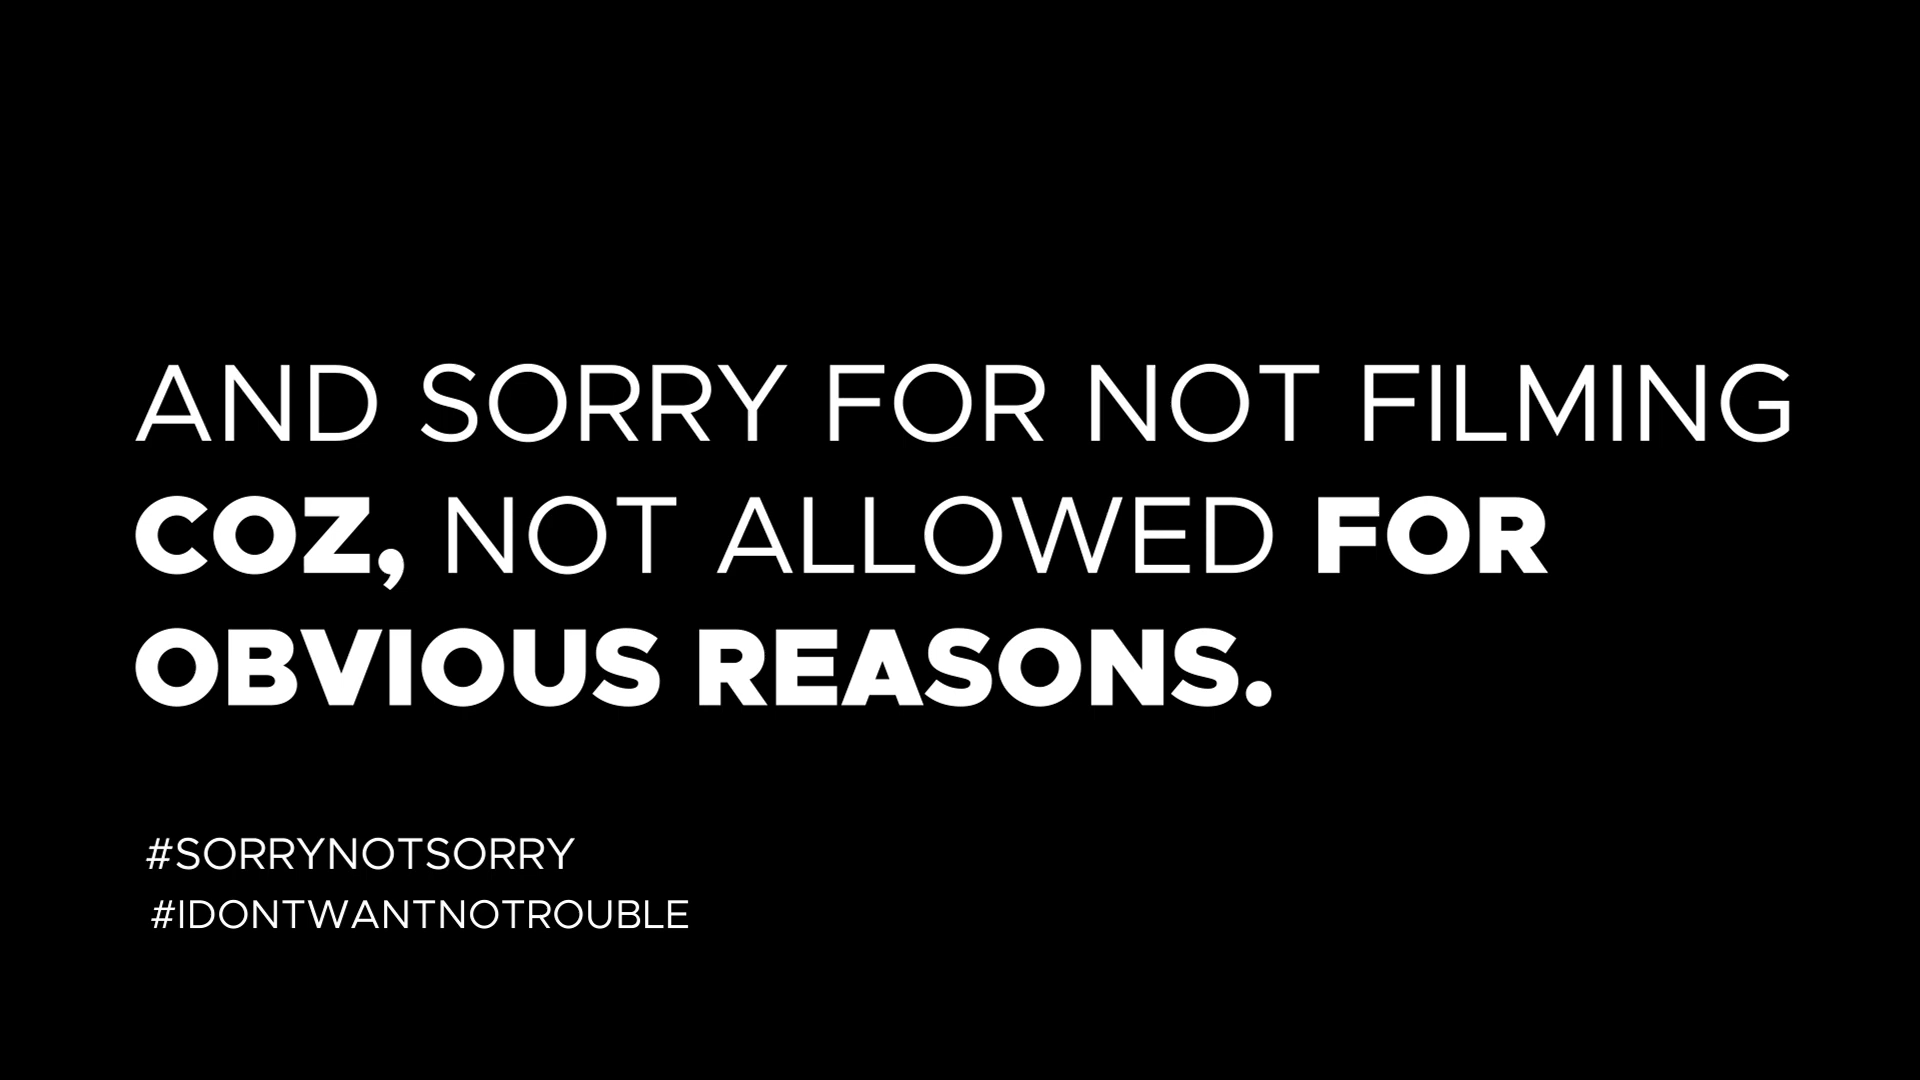 AND SORRY FOR NOT FILMING
COZ, NOT ALLOWED FOR
OBVIOUS REASONS.
#SORRYNOTSORRY
#IDONTWANTNOTROUBLE